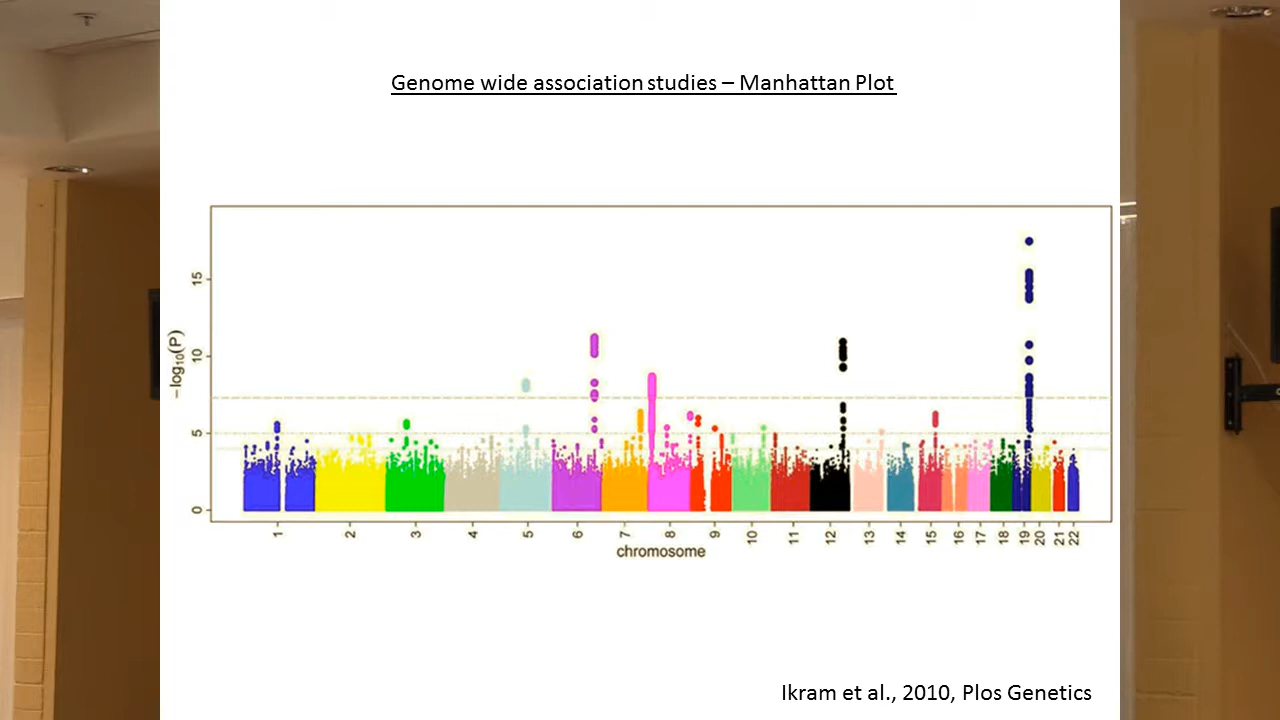 Genome wide association studies – Manhattan Plot
15
10
5
0
−log₁₀(P)
1 2 3 4 5 6 7 8 9 10 11 12 13 14 15 16 17 18 19 20 21 22
chromosome
Ikram et al., 2010, Plos Genetics